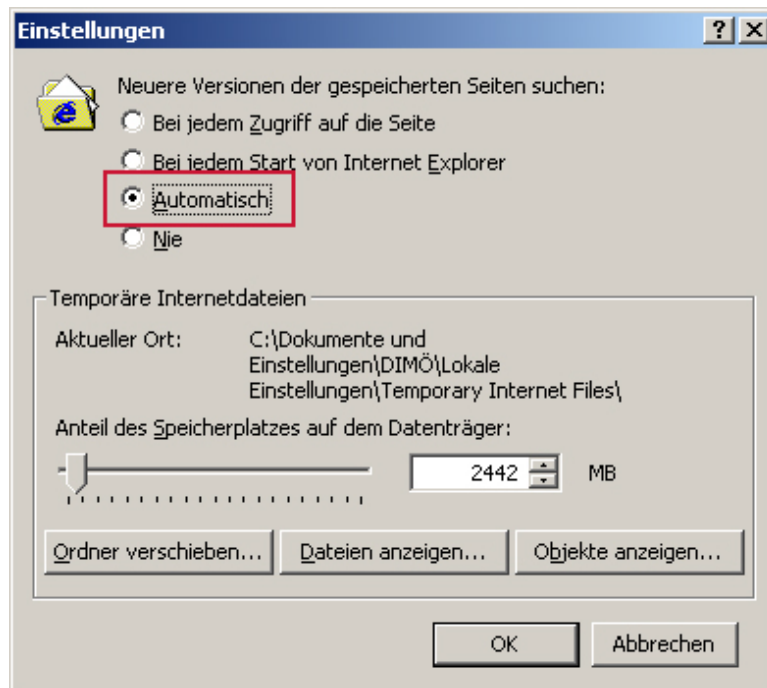 Einstellungen
Neuere Versionen der gespeicherten Seiten suchen:
Bei jedem Zugriff auf die Seite
Bei jedem Start von Internet Explorer
Automatisch
Nie
Temporäre Internetdateien
Aktueller Ort: C:\Dokumente und
Einstellungen\DIMÖ\Lokale
Einstellungen\Temporary Internet Files\
Anteil des Speicherplatzes auf dem Datenträger:
2442 MB
Ordner verschieben... Dateien anzeigen... Objekte anzeigen...
OK Abbrechen